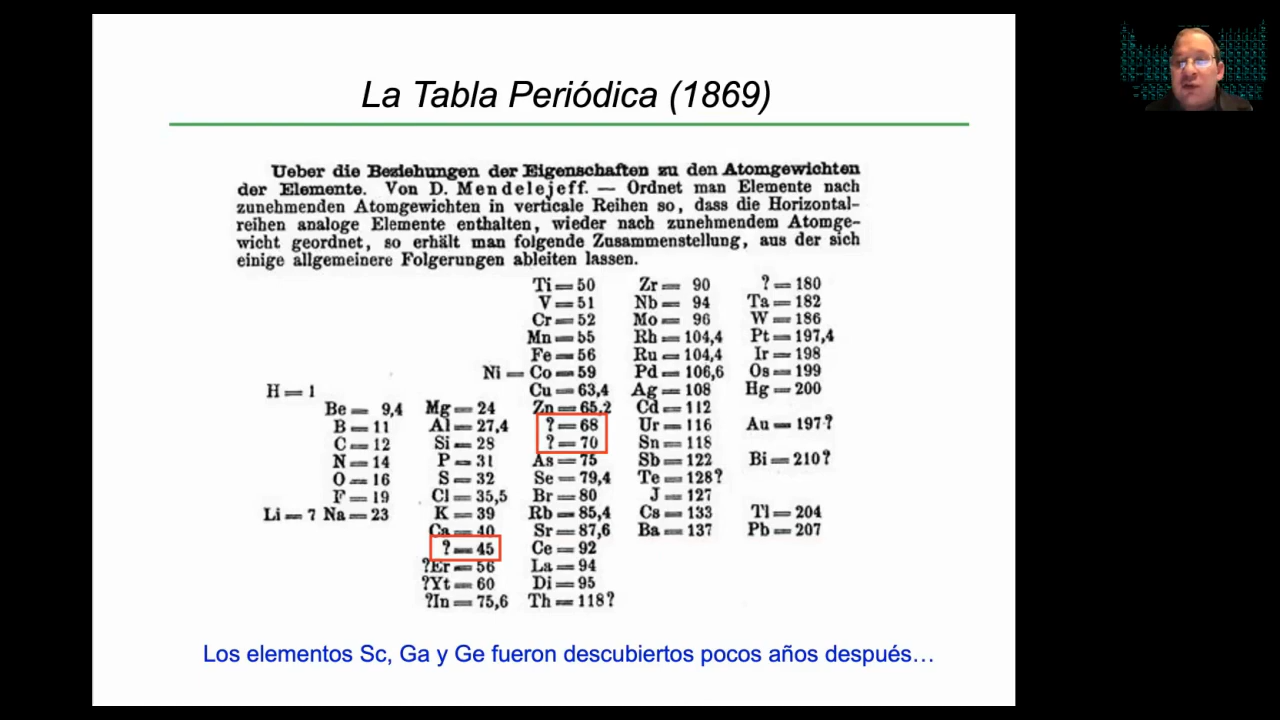 La Tabla Periódica (1869)
Ueber die Beziehungen der Eigenschaften zu den Atomgewichten
der Elemente. Von D. Mendelejeff. — Ordnet man Elemente nach
zunehmenden Atomgewichten in verticale Reihen so, dass die Horizontal-
reihen analoge Elemente enthalten, wieder nach zunehmendem Atomge-
wicht geordnet, so erhält man folgende Zusammenstellung, aus der sich
einige allgemeinere Folgerungen ableiten lassen.
Ti = 50 Zr = 90 ? = 180
V = 51 Nb = 94 Ta = 182
Cr = 52 Mo = 96 W = 186
Mn = 55 Rh = 104,4 Pt = 197,4
Fe = 56 Ru = 104,4 Ir = 198
Ni = Co = 59 Pd = 106,6 Os = 199
H = 1 Cu = 63,4 Ag = 108 Hg = 200
Be = 9,4 Mg = 24 Zn = 65,2 Cd = 112
B = 11 Al = 27,4 ? = 68 Ur = 116 Au = 197?
C = 12 Si = 28 ? = 70 Sn = 118
N = 14 P = 31 As = 75 Sb = 122 Bi = 210?
O = 16 S = 32 Se = 79,4 Te = 128?
F = 19 Cl = 35,5 Br = 80 J = 127
Li = 7 Na = 23 K = 39 Rb = 85,4 Cs = 133 Tl = 204
Ca = 40 Sr = 87,6 Ba = 137 Pb = 207
? = 45 Ce = 92
?Er = 56 La = 94
?Yt = 60 Di = 95
?In = 75,6 Th = 118?
Los elementos Sc, Ga y Ge fueron descubiertos pocos años después…